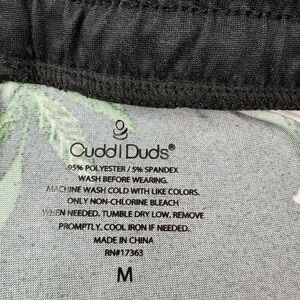 Cuddl Duds®
95% POLYESTER / 5% SPANDEX
WASH BEFORE WEARING.
MACHINE WASH COLD WITH LIKE COLORS.
ONLY NON-CHLORINE BLEACH
WHEN NEEDED. TUMBLE DRY LOW. REMOVE
PROMPTLY. COOL IRON IF NEEDED.
MADE IN CHINA
RN#17363
M